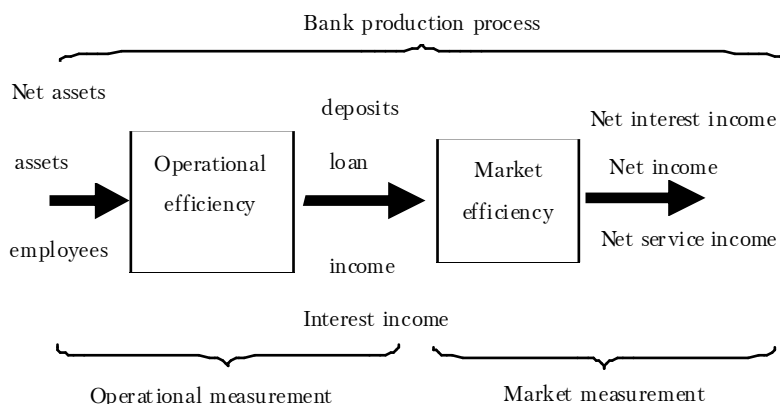 Bank production process
Net assets
assets
employees
Operational
efficiency
deposits
loan
income
Interest income
Market
efficiency
Net interest income
Net income
Net service income
Operational measurement
Market measurement